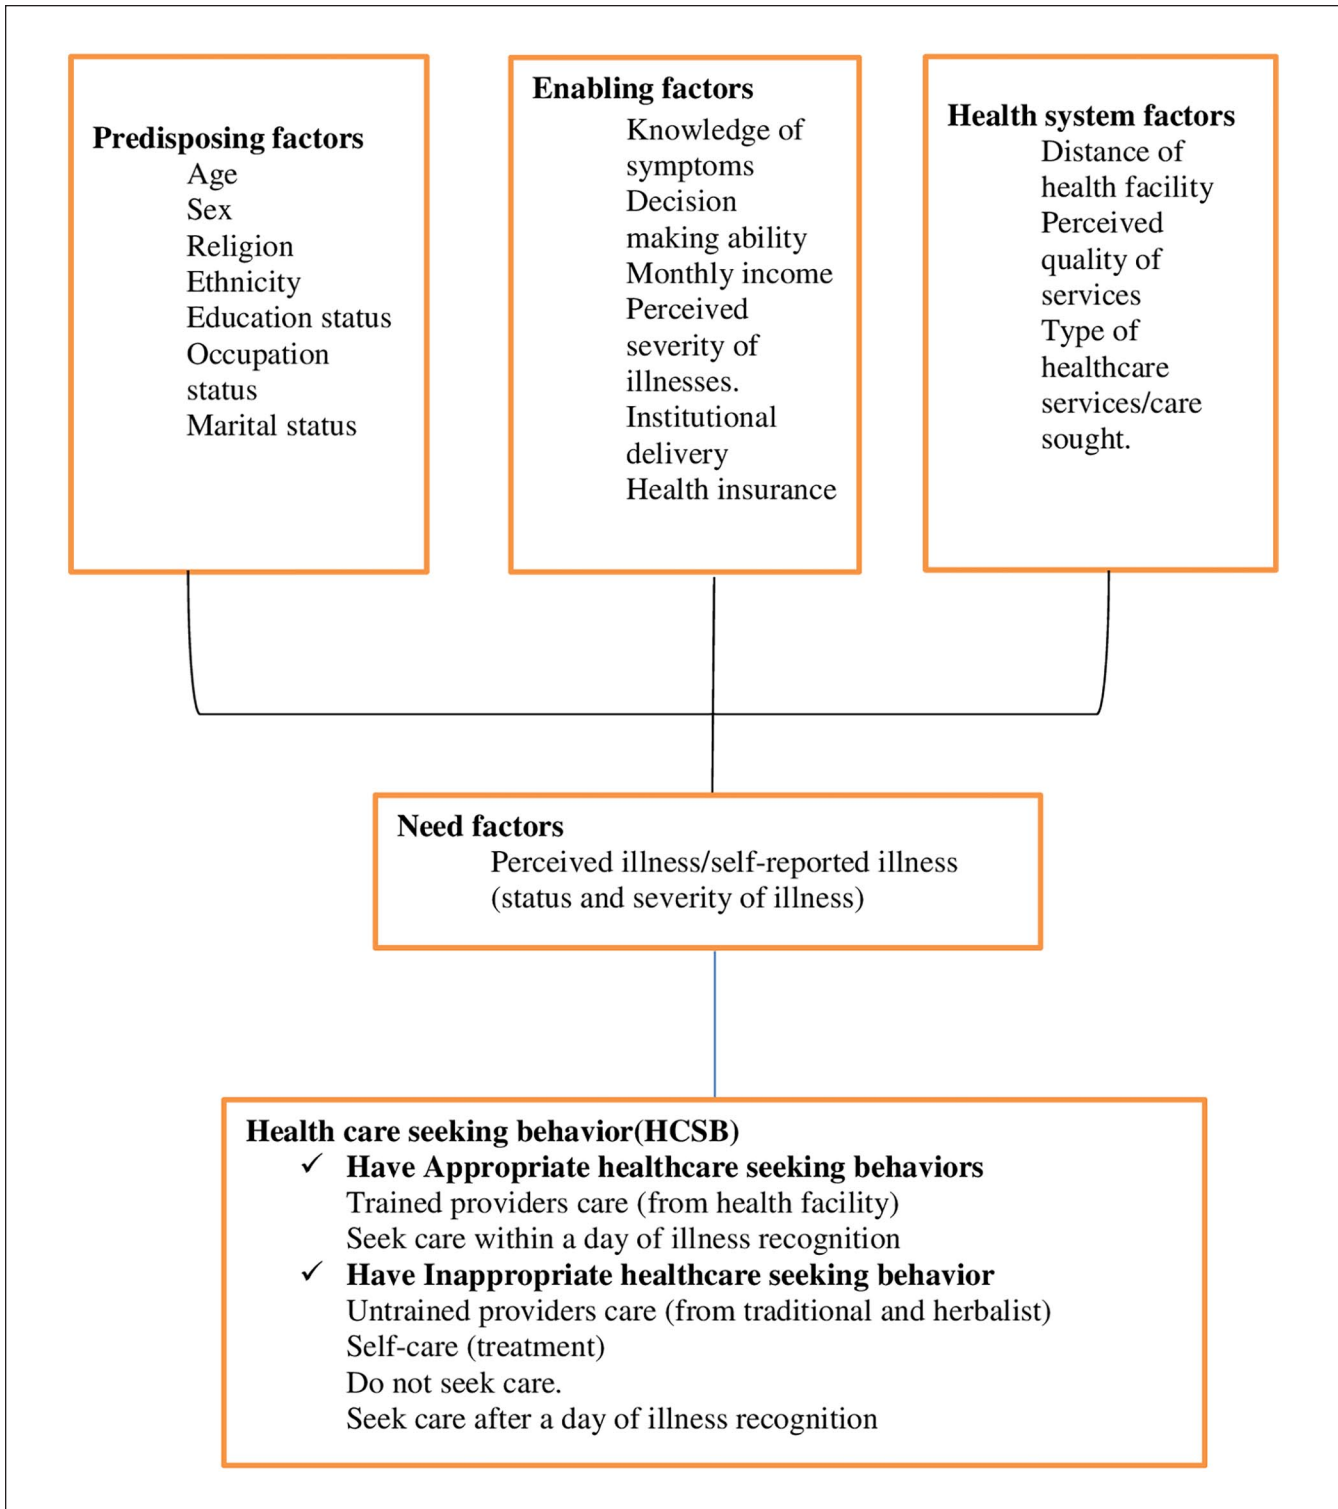 Predisposing factors
Age
Sex
Religion
Ethnicity
Education status
Occupation
status
Marital status
Enabling factors
Knowledge of
symptoms
Decision
making ability
Monthly income
Perceived
severity of
illnesses.
Institutional
delivery
Health insurance
Health system factors
Distance of
health facility
Perceived
quality of
services
Type of
healthcare
services/care
sought.
Need factors
Perceived illness/self-reported illness
(status and severity of illness)
Health care seeking behavior(HCSB)
✓ Have Appropriate healthcare seeking behaviors
Trained providers care (from health facility)
Seek care within a day of illness recognition
✓ Have Inappropriate healthcare seeking behavior
Untrained providers care (from traditional and herbalist)
Self-care (treatment)
Do not seek care.
Seek care after a day of illness recognition